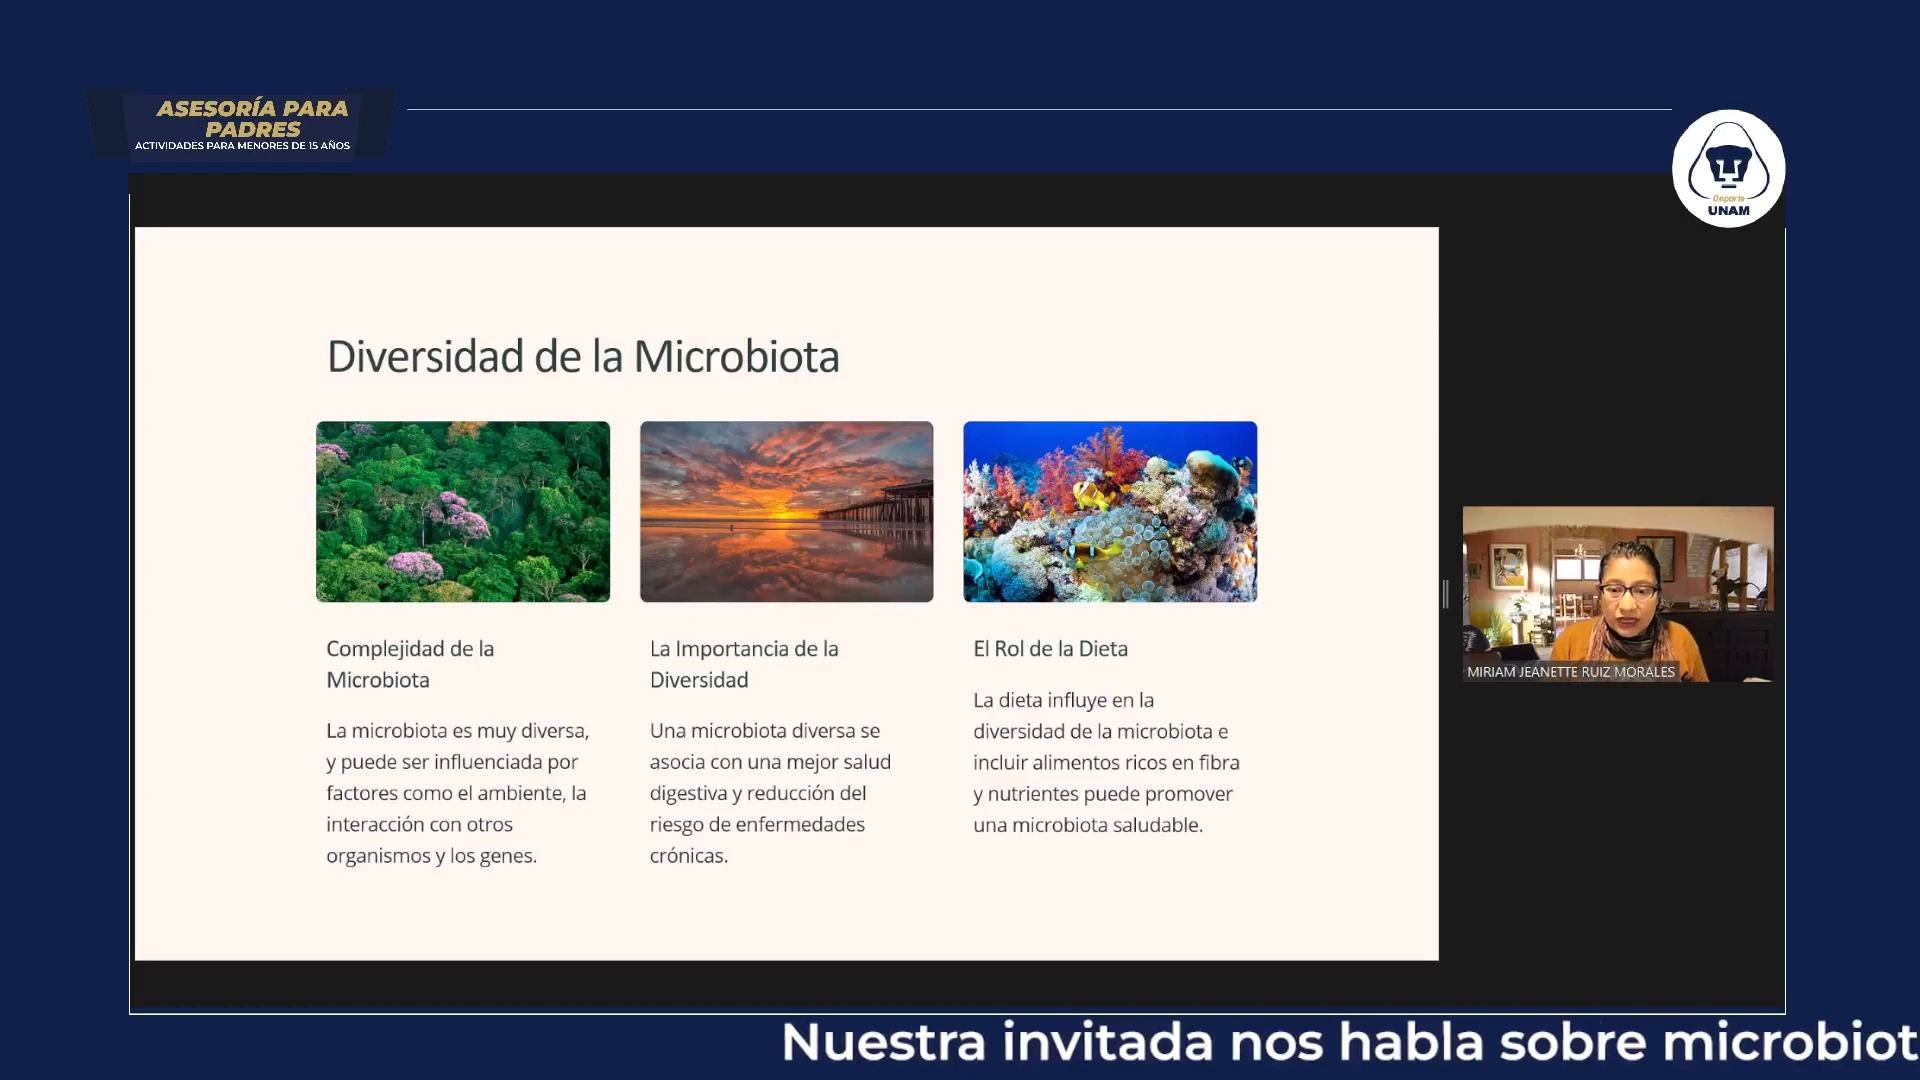 ASESORÍA PARA
PADRES
ACTIVIDADES PARA MENORES DE 15 AÑOS
Deporte
UNAM
Diversidad de la Microbiota
Complejidad de la
Microbiota
La microbiota es muy diversa,
y puede ser influenciada por
factores como el ambiente, la
interacción con otros
organismos y los genes.
La Importancia de la
Diversidad
Una microbiota diversa se
asocia con una mejor salud
digestiva y reducción del
riesgo de enfermedades
crónicas.
El Rol de la Dieta
La dieta influye en la
diversidad de la microbiota e
incluir alimentos ricos en fibra
y nutrientes puede promover
una microbiota saludable.
MIRIAM JEANETTE RUIZ MORALES
Nuestra invitada nos habla sobre microbiot